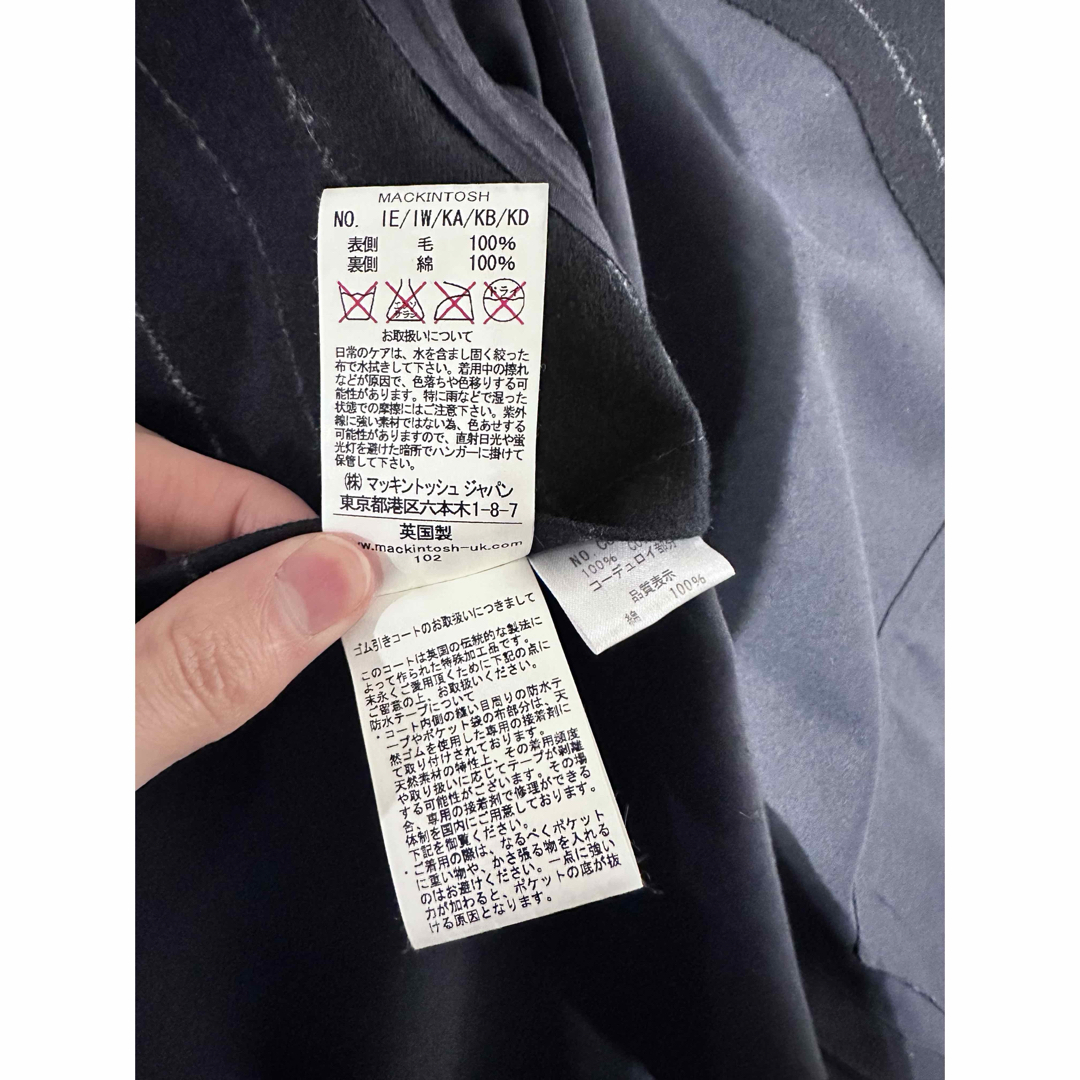 MACKINTOSH
NO. IE/IW/KA/KB/KD
表側 毛 100%
裏側 綿 100%
エンソ
サラシ
ドライ
お取扱いについて
日常のケアは、水を含まし固く絞った
布で水拭きして下さい。着用中の擦れ
などが原因で、色落ちや色移りする可
能性があります。特に雨などで湿った
状態での摩擦にはご注意下さい。紫外
線に強い素材ではない為、色あせする
可能性がありますので、直射日光や蛍
光灯を避けた暗所でハンガーに掛けて
保管して下さい。
㈱ マッキントッシュ ジャパン
東京都港区六本木1-8-7
英国製
www.mackintosh-uk.com
102
ゴム引きコートのお取扱いにつきまして
このコートは英国の伝統的な製法に
よって作られた特殊加工品です。
末永くご愛用頂くために下記の点に
ご留意の上、お取扱いください。
防水テープについて
・コート内側の縫い目周りの防水テ
ープやポケット袋の布部分は、天
然ゴムを使用した専用の接着剤に
て取り付けされております。
天然素材の特性上、その着用頻度
や取り扱いに応じてテープが剥離
する可能性がございます。その場
合、専用の接着剤で修理ができる
体制を国内にご用意しております。
下記を御覧ください。
・ご着用の際は、なるべくポケット
に重い物や、かさ張る物を入れる
のはお避けください。一点に強い
力が加わると、ポケットの底が抜
ける原因となります。
NO.
100%
コーデュロイ部分
品質表示
綿 100%